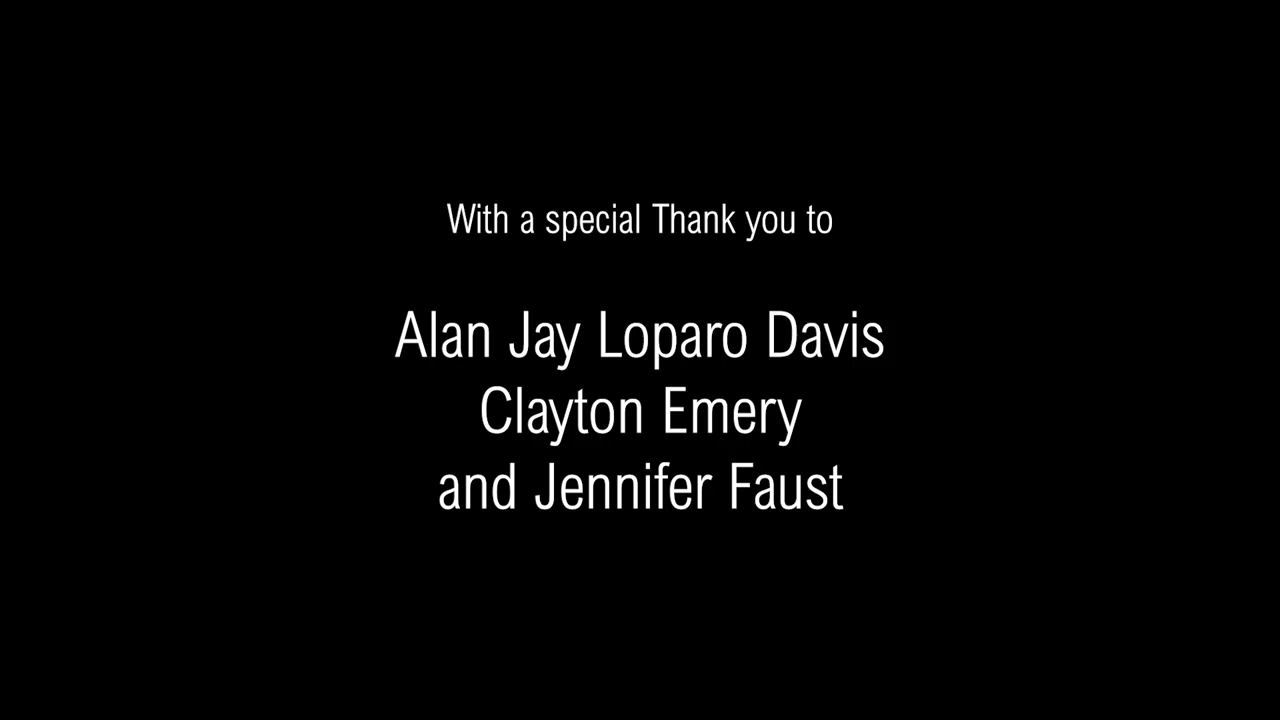 With a special Thank you to
Alan Jay Loparo Davis
Clayton Emery
and Jennifer Faust